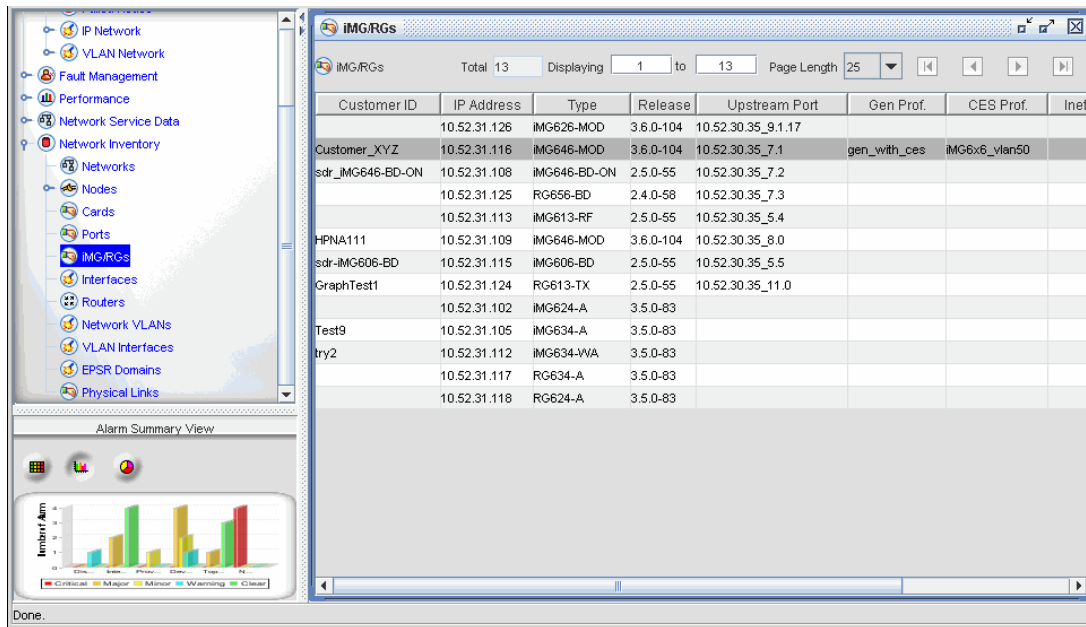 IP Network
VLAN Network
Fault Management
Performance
Network Service Data
Network Inventory
Networks
Nodes
Cards
Ports
iMG/RGs
Interfaces
Routers
Network VLANs
VLAN Interfaces
EPSR Domains
Physical Links
Alarm Summary View
4
3
2
1
0
Dis... Inte... Prov... Dev... Top... N...
Critical Major Minor Warning Clear
iMG/RGs
iMG/RGs Total 13 Displaying 1 to 13 Page Length 25
Customer ID IP Address Type Release Upstream Port Gen Prof. CES Prof. Inet
10.52.31.126 iMG626-MOD 3.6.0-104 10.52.30.35_9.1.17
Customer_XYZ 10.52.31.116 iMG646-MOD 3.6.0-104 10.52.30.35_7.1 gen_with_ces iMG6x6_vlan50
sdr_iMG646-BD-ON 10.52.31.108 iMG646-BD-ON 2.5.0-55 10.52.30.35_7.2
10.52.31.125 RG656-BD 2.4.0-58 10.52.30.35_7.3
10.52.31.113 iMG613-RF 2.5.0-55 10.52.30.35_5.4
HPNA111 10.52.31.109 iMG646-MOD 3.6.0-104 10.52.30.35_8.0
sdr-iMG606-BD 10.52.31.115 iMG606-BD 2.5.0-55 10.52.30.35_5.5
GraphTest1 10.52.31.124 RG613-TX 2.5.0-55 10.52.30.35_11.0
10.52.31.102 iMG624-A 3.5.0-83
Test9 10.52.31.105 iMG634-A 3.5.0-83
try2 10.52.31.112 iMG634-WA 3.5.0-83
10.52.31.117 RG634-A 3.5.0-83
10.52.31.118 RG624-A 3.5.0-83
Done.